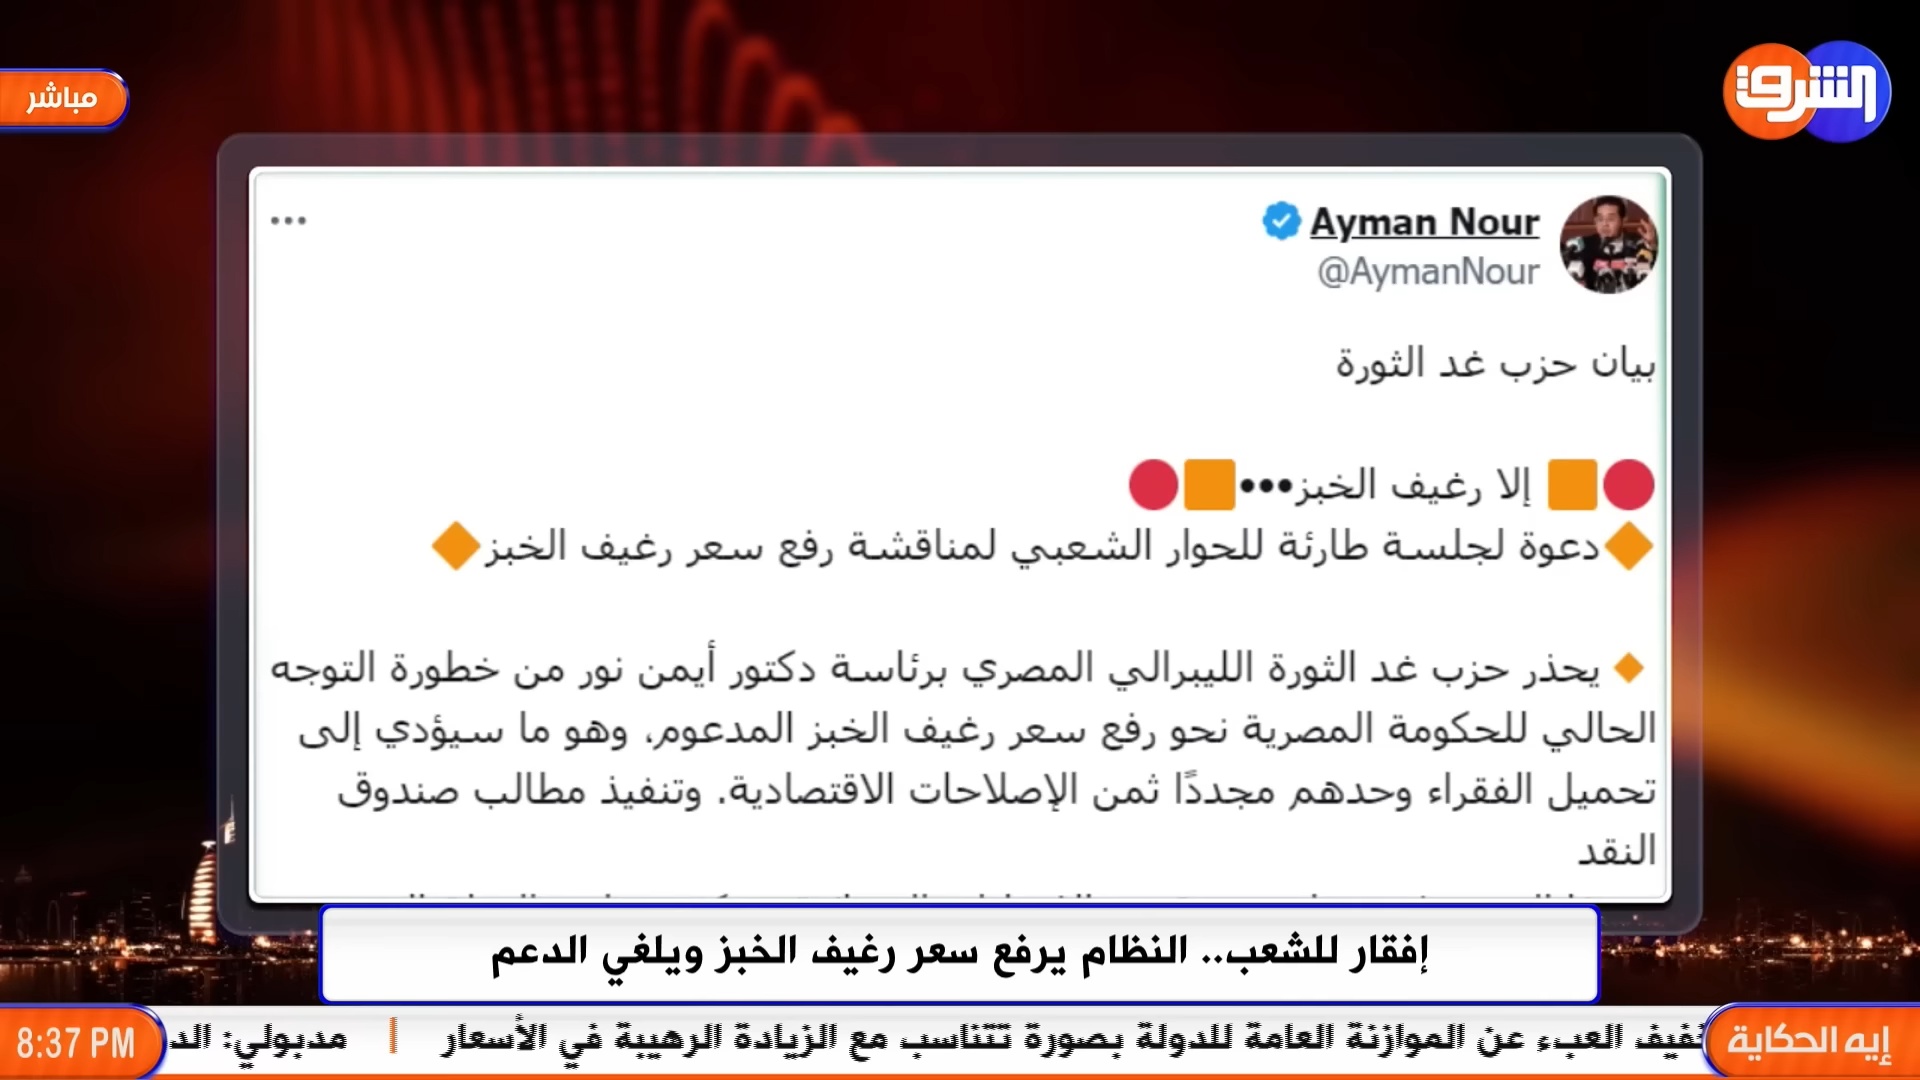 مباشر
الشرق
Ayman Nour
@AymanNour
بيان حزب غد الثورة
إلا رغيف الخبز•••
دعوة لجلسة طارئة للحوار الشعبي لمناقشة رفع سعر رغيف الخبز
يحذر حزب غد الثورة الليبرالي المصري برئاسة دكتور أيمن نور من خطورة التوجه
الحالي للحكومة المصرية نحو رفع سعر رغيف الخبز المدعوم، وهو ما سيؤدي إلى
تحميل الفقراء وحدهم مجددًا ثمن الإصلاحات الاقتصادية. وتنفيذ مطالب صندوق
النقد
إفقار للشعب.. النظام يرفع سعر رغيف الخبز ويلغي الدعم
إيه الحكاية
العبء عن الموازنة العامة للدولة بصورة تتناسب مع الزيادة الرهيبة في الأسعار | مدبولي:
8:37 PM